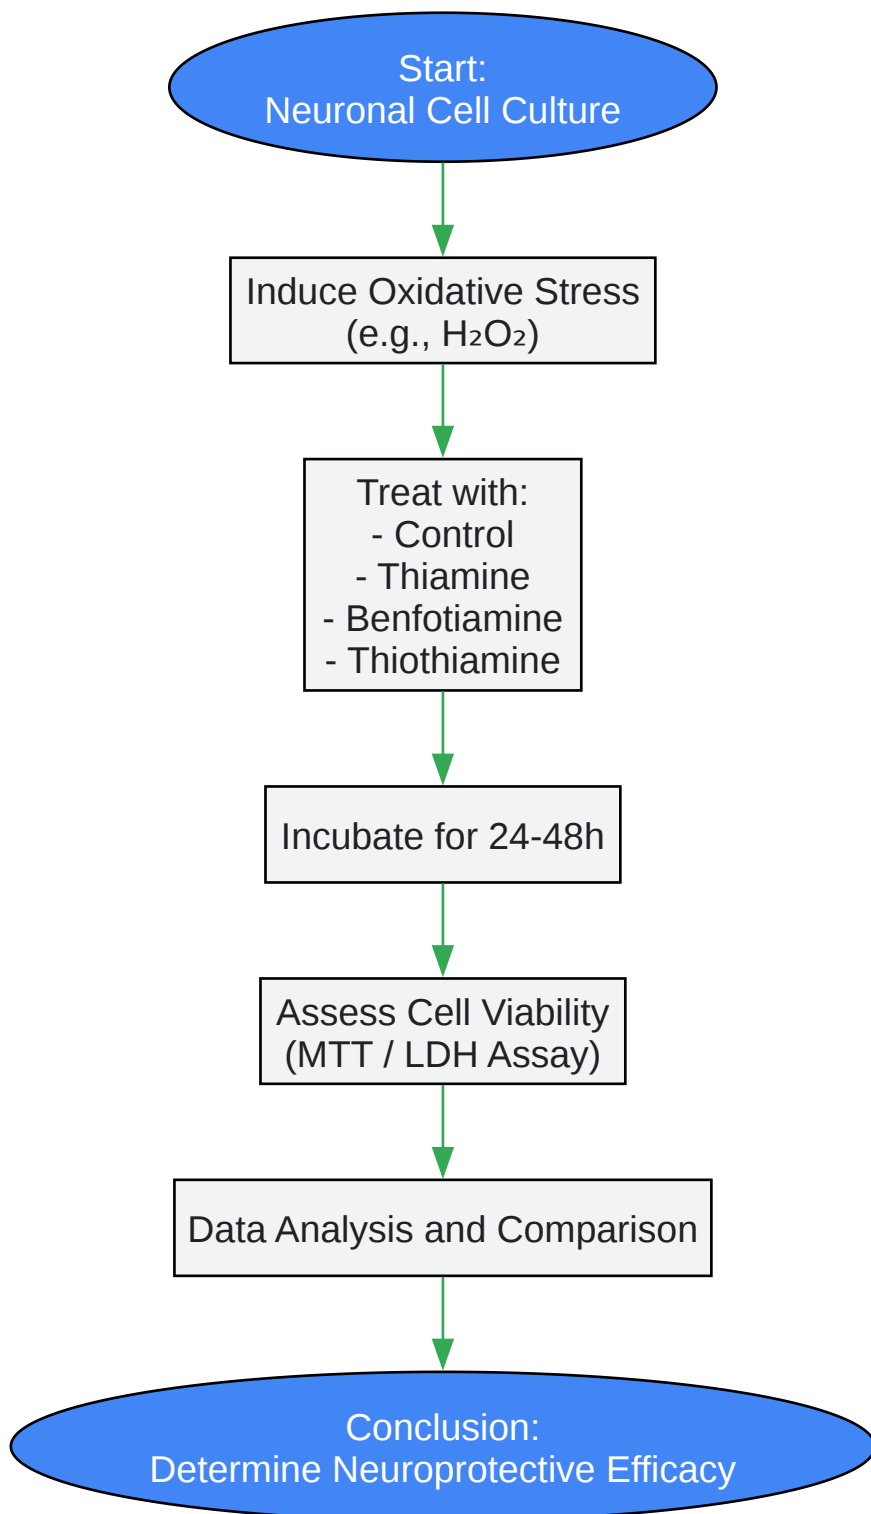 Start:
Neuronal Cell Culture
Induce Oxidative Stress
(e.g., H₂O₂)
Treat with:
- Control
- Thiamine
- Benfotiamine
- Thiothiamine
Incubate for 24-48h
Assess Cell Viability
(MTT / LDH Assay)
Data Analysis and Comparison
Conclusion:
Determine Neuroprotective Efficacy